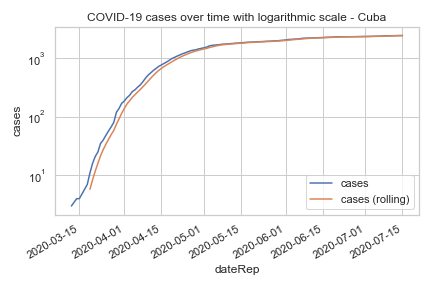 COVID-19 cases over time with logarithmic scale - Cuba
cases
10³
10²
10¹
cases
cases (rolling)
2020-03-15
2020-04-01
2020-04-15
2020-05-01
2020-05-15
2020-06-01
2020-06-15
2020-07-01
2020-07-15
dateRep